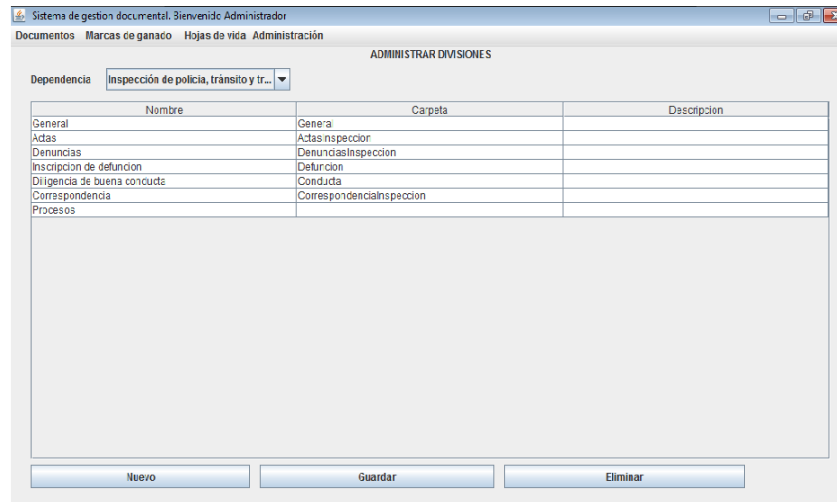 Sistema de gestion documental. Bienvenido Administrador
Documentos Marcas de ganado Hojas de vida Administración
ADMINISTRAR DIVISIONES
Dependencia Inspección de policia, trànsito y tr...
Nombre Carpeta Descripcion
General General
Actas ActasInspeccion
Denuncias DenunciasInspeccion
Inscripcion de defuncion Defuncion
Diligencia de buena conducta Conducta
Correspondencia CorrespondenciaInspeccion
Procesos
Nuevo Guardar Eliminar